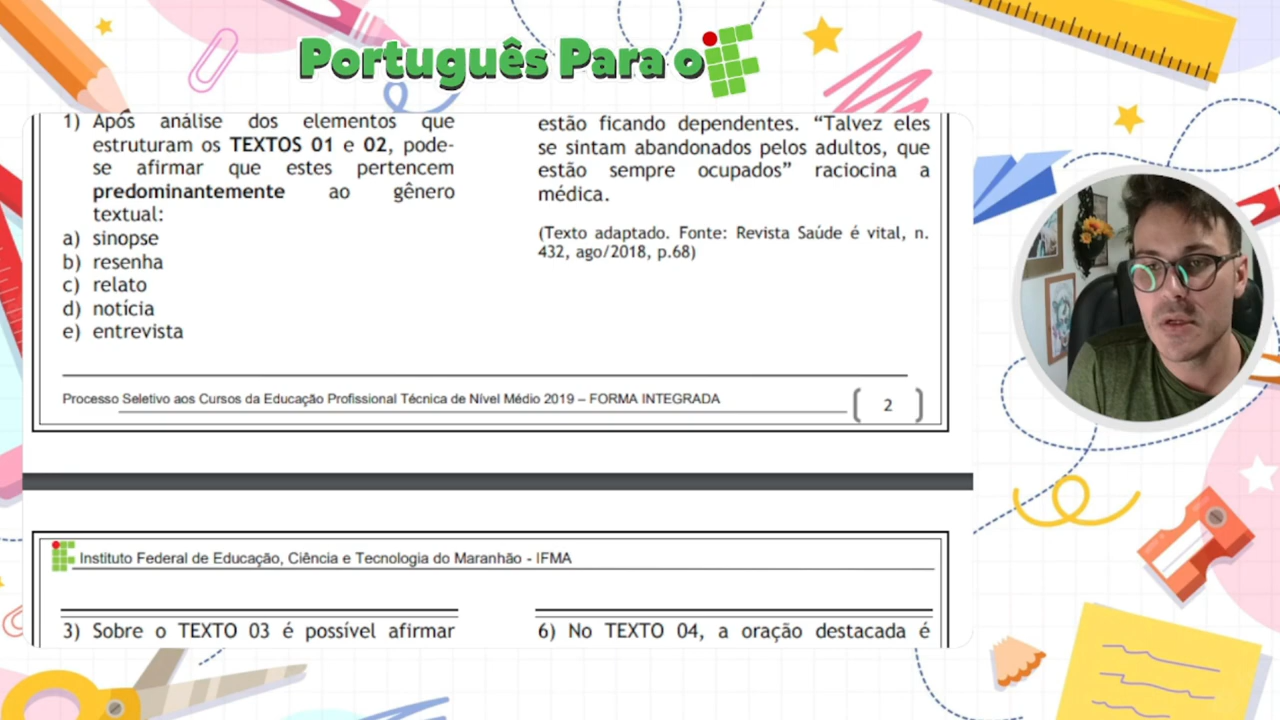 Português Para o
1) Após análise dos elementos que
estruturam os TEXTOS 01 e 02, pode-
se afirmar que estes pertencem
predominantemente ao gênero
textual:
a) sinopse
b) resenha
c) relato
d) notícia
e) entrevista
estão ficando dependentes. “Talvez eles
se sintam abandonados pelos adultos, que
estão sempre ocupados” raciocina a
médica.
(Texto adaptado. Fonte: Revista Saúde é vital, n.
432, ago/2018, p.68)
Processo Seletivo aos Cursos da Educação Profissional Técnica de Nível Médio 2019 – FORMA INTEGRADA
2
Instituto Federal de Educação, Ciência e Tecnologia do Maranhão - IFMA
3) Sobre o TEXTO 03 é possível afirmar
6) No TEXTO 04, a oração destacada é